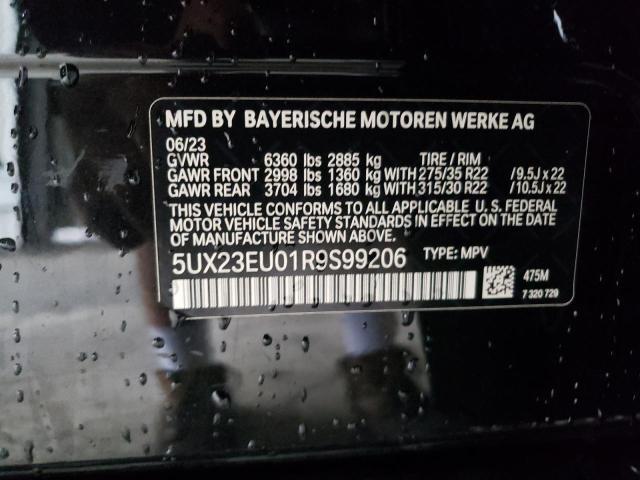 MFD BY BAYERISCHE MOTOREN WERKE AG
06/23
GVWR 6360 lbs 2885 kg TIRE / RIM
GAWR FRONT 2998 lbs 1360 kg WITH 275/35 R22 / 9.5J x 22
GAWR REAR 3704 lbs 1680 kg WITH 315/30 R22 / 10.5J x 22
THIS VEHICLE CONFORMS TO ALL APPLICABLE U. S. FEDERAL
MOTOR VEHICLE SAFETY STANDARDS IN EFFECT ON THE DATE
OF MANUFACTURE SHOWN ABOVE.
5UX23EU01R9S99206 TYPE: MPV
475M
7 320 729